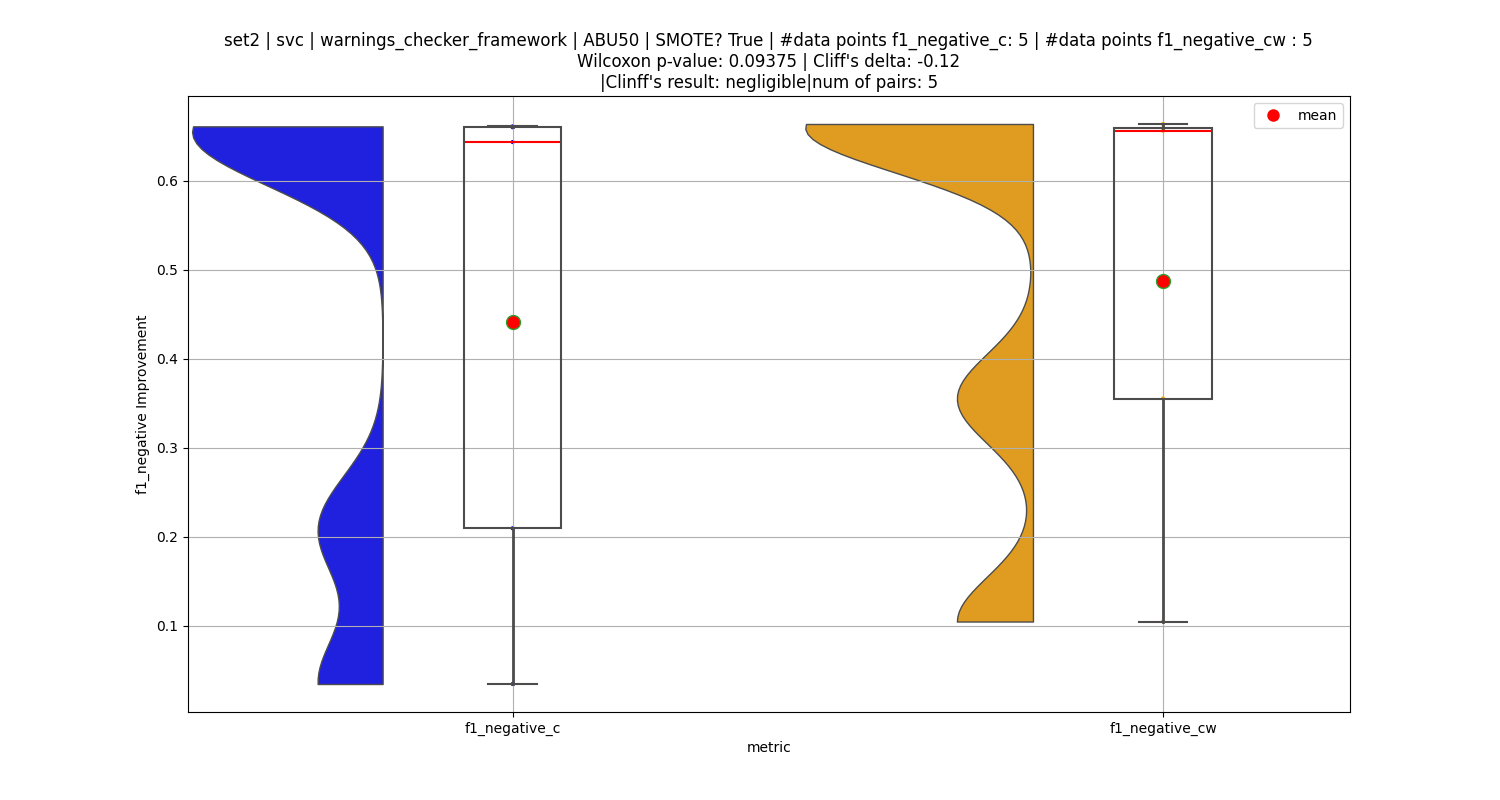 set2 | svc | warnings_checker_framework | ABU50 | SMOTE? True | #data points f1_negative_c: 5 | #data points f1_negative_cw : 5
Wilcoxon p-value: 0.09375 | Cliff's delta: -0.12
|Clinff's result: negligible|num of pairs: 5
mean
0.6
0.5
0.4
0.3
0.2
0.1
f1_negative Improvement
f1_negative_c
f1_negative_cw
metric